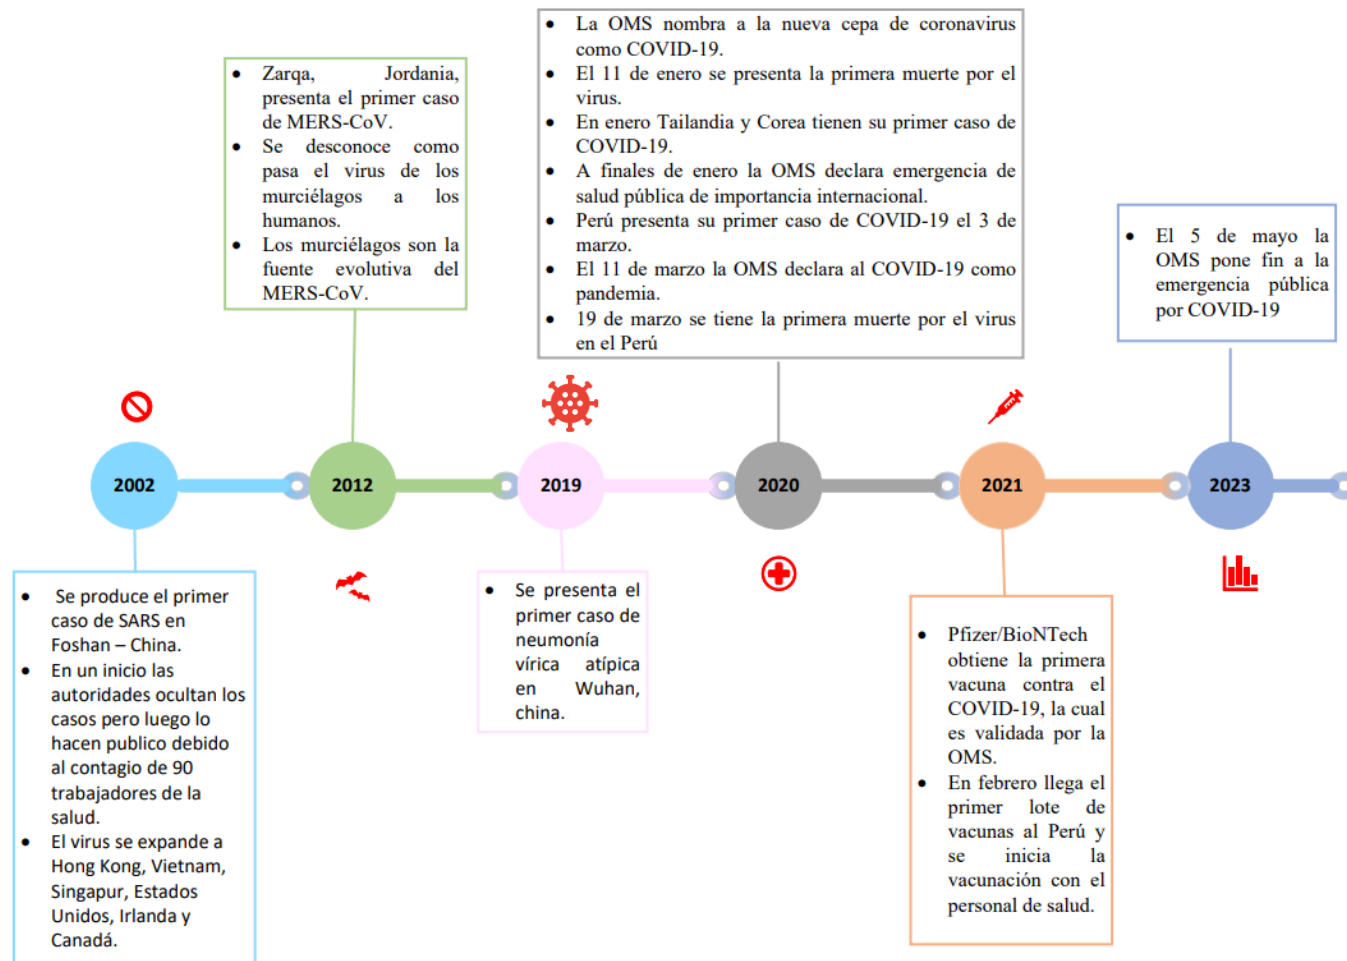 La OMS nombra a la nueva cepa de coronavirus
como COVID-19.
El 11 de enero se presenta la primera muerte por el
virus.
En enero Tailandia y Corea tienen su primer caso de
COVID-19.
A finales de enero la OMS declara emergencia de
salud pública de importancia internacional.
Perú presenta su primer caso de COVID-19 el 3 de
marzo.
El 11 de marzo la OMS declara al COVID-19 como
pandemia.
19 de marzo se tiene la primera muerte por el virus
en el Perú
Zarqa, Jordania,
presenta el primer caso
de MERS-CoV.
Se desconoce como
pasa el virus de los
murciélagos a los
humanos.
Los murciélagos son la
fuente evolutiva del
MERS-CoV.
El 5 de mayo la
OMS pone fin a la
emergencia pública
por COVID-19
2002
2012
2019
2020
2021
2023
Se produce el primer
caso de SARS en
Foshan – China.
En un inicio las
autoridades ocultan los
casos pero luego lo
hacen publico debido
al contagio de 90
trabajadores de la
salud.
El virus se expande a
Hong Kong, Vietnam,
Singapur, Estados
Unidos, Irlanda y
Canadá.
Se presenta el
primer caso de
neumonía
vírica atípica
en Wuhan,
china.
Pfizer/BioNTech
obtiene la primera
vacuna contra el
COVID-19, la cual
es validada por la
OMS.
En febrero llega el
primer lote de
vacunas al Perú y
se inicia la
vacunación con el
personal de salud.